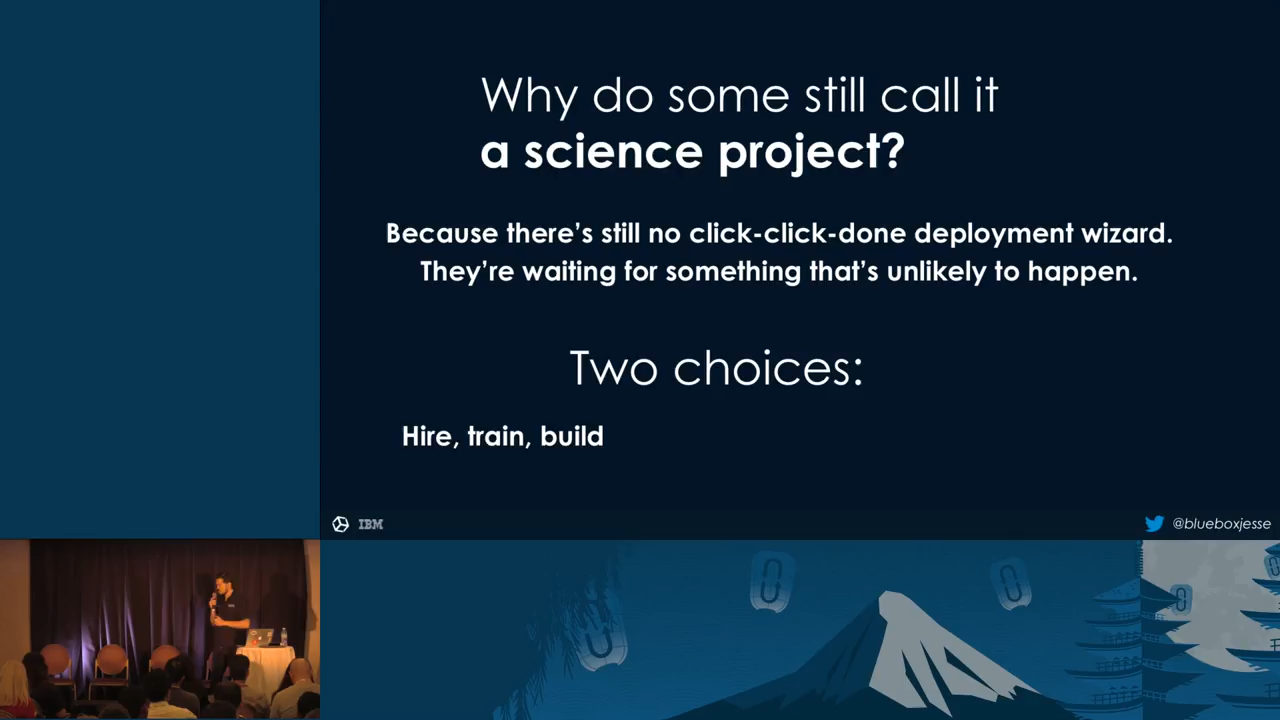 Why do some still call it
a science project?
Because there's still no click-click-done deployment wizard.
They're waiting for something that's unlikely to happen.
Two choices:
Hire, train, build
IBM
@blueboxjesse